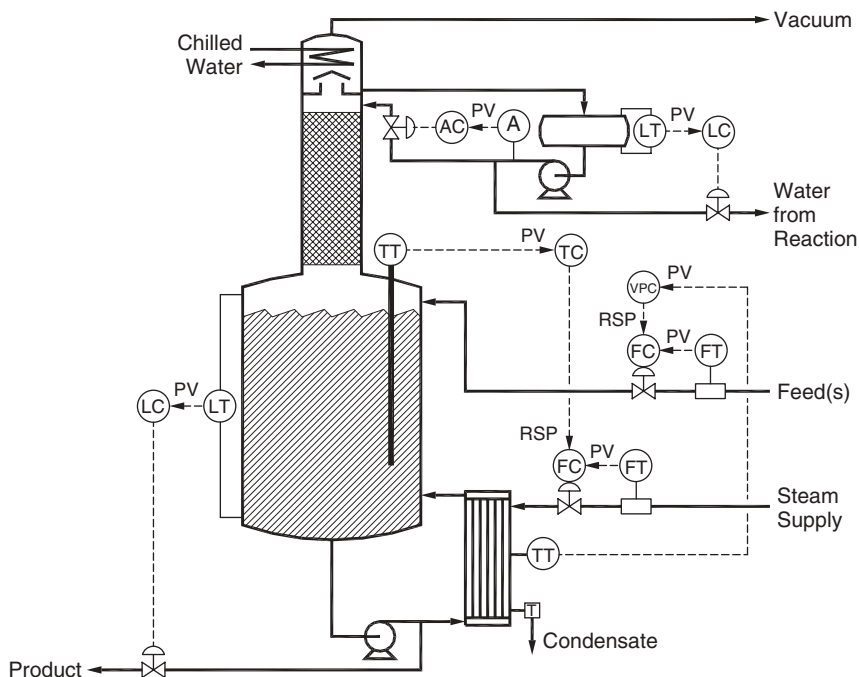 Vacuum
Chilled
Water
PV
AC
A
LT
PV
LC
Water
from
Reaction
TT
PV
TC
VPC
PV
RSP
FC
PV
FT
Feed(s)
LC
PV
LT
RSP
FC
PV
FT
Steam
Supply
TT
T
Condensate
Product